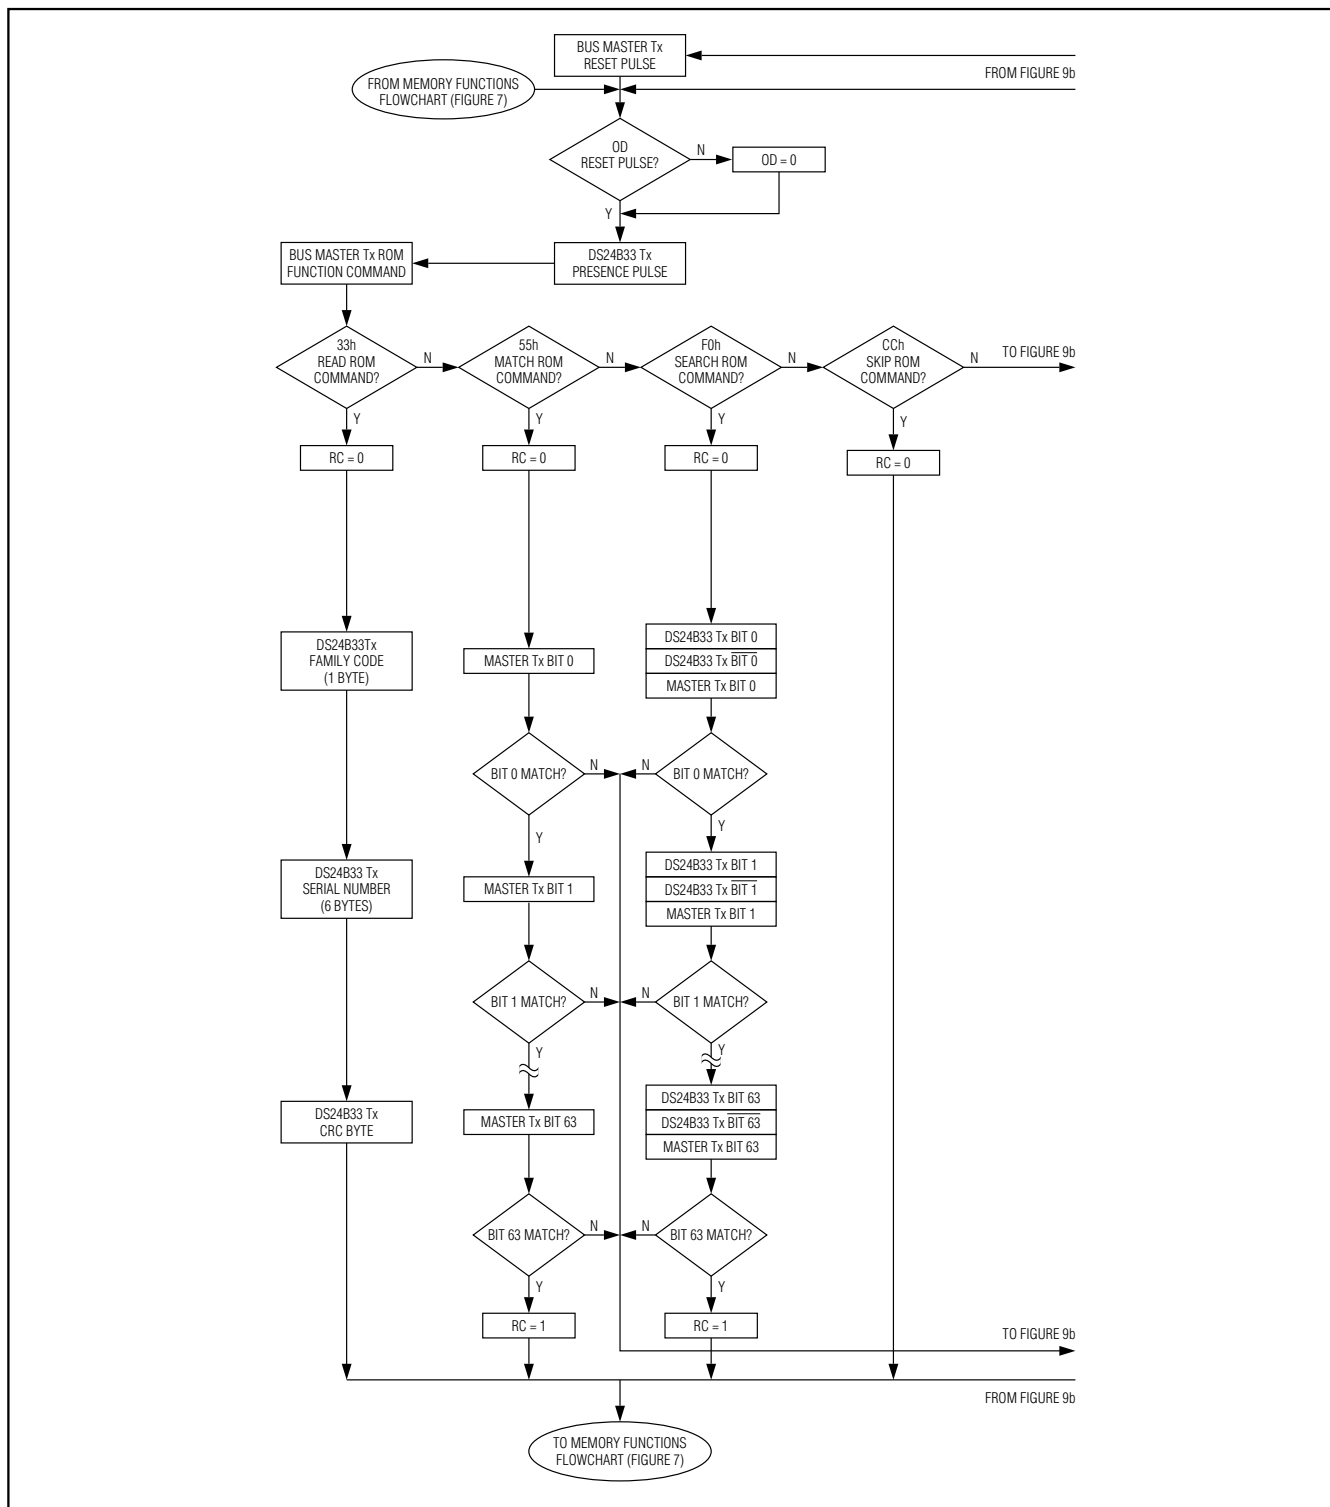 BUS MASTER Tx
RESET PULSE
FROM FIGURE 9b
FROM MEMORY FUNCTIONS
FLOWCHART (FIGURE 7)
OD
RESET PULSE?
N
OD = 0
Y
BUS MASTER Tx ROM
FUNCTION COMMAND
DS24B33 Tx
PRESENCE PULSE
33h
READ ROM
COMMAND?
N
55h
MATCH ROM
COMMAND?
N
F0h
SEARCH ROM
COMMAND?
N
CCh
SKIP ROM
COMMAND?
N
TO FIGURE 9b
Y
Y
Y
Y
RC = 0
RC = 0
RC = 0
RC = 0
DS24B33Tx
FAMILY CODE
(1 BYTE)
MASTER Tx BIT 0
DS24B33 Tx BIT 0
DS24B33 Tx BIT 0
MASTER Tx BIT 0
BIT 0 MATCH?
N
N
BIT 0 MATCH?
Y
Y
DS24B33 Tx
SERIAL NUMBER
(6 BYTES)
MASTER Tx BIT 1
DS24B33 Tx BIT 1
DS24B33 Tx BIT 1
MASTER Tx BIT 1
BIT 1 MATCH?
N
N
BIT 1 MATCH?
Y
Y
DS24B33 Tx
CRC BYTE
MASTER Tx BIT 63
DS24B33 Tx BIT 63
DS24B33 Tx BIT 63
MASTER Tx BIT 63
BIT 63 MATCH?
N
N
BIT 63 MATCH?
Y
Y
RC = 1
RC = 1
TO FIGURE 9b
FROM FIGURE 9b
TO MEMORY FUNCTIONS
FLOWCHART (FIGURE 7)